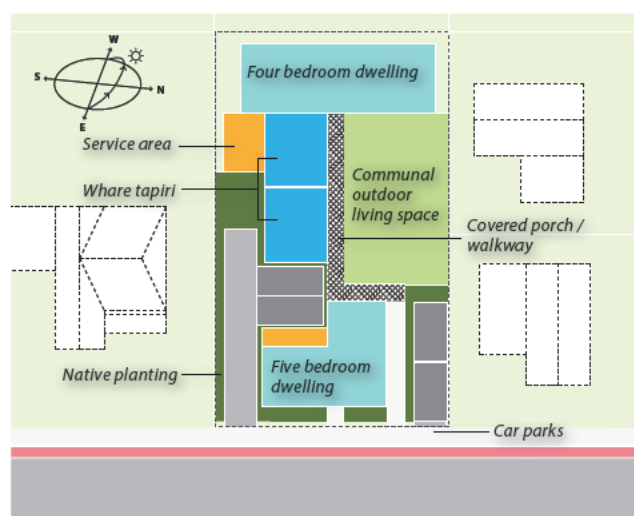 W
S
N
E
Four bedroom dwelling
Service area
Whare tapiri
Communal
outdoor
living space
Covered porch /
walkway
Native planting
Five bedroom
dwelling
Car parks